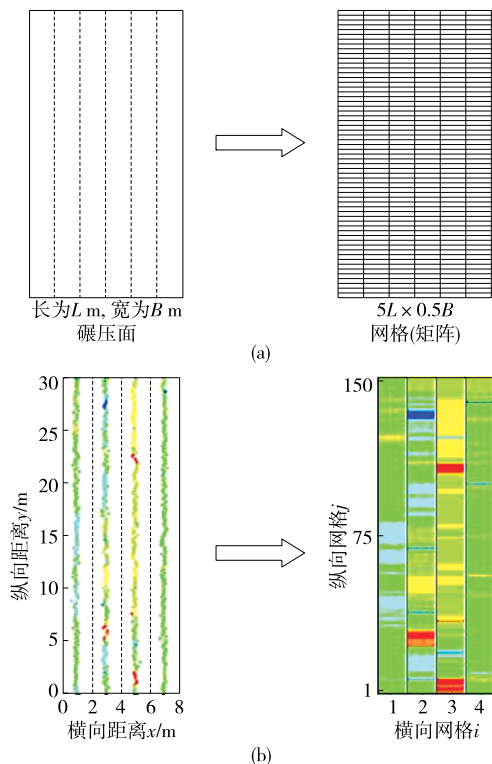 长为L m, 宽为B m
碾压面
5L × 0.5B
网格(矩阵)
(a)
纵向距离y/m
30
25
20
15
10
5
0
0 2 4 6 8
横向距离x/m
纵向网格j
150
75
1
1 2 3 4
横向网格i
(b)